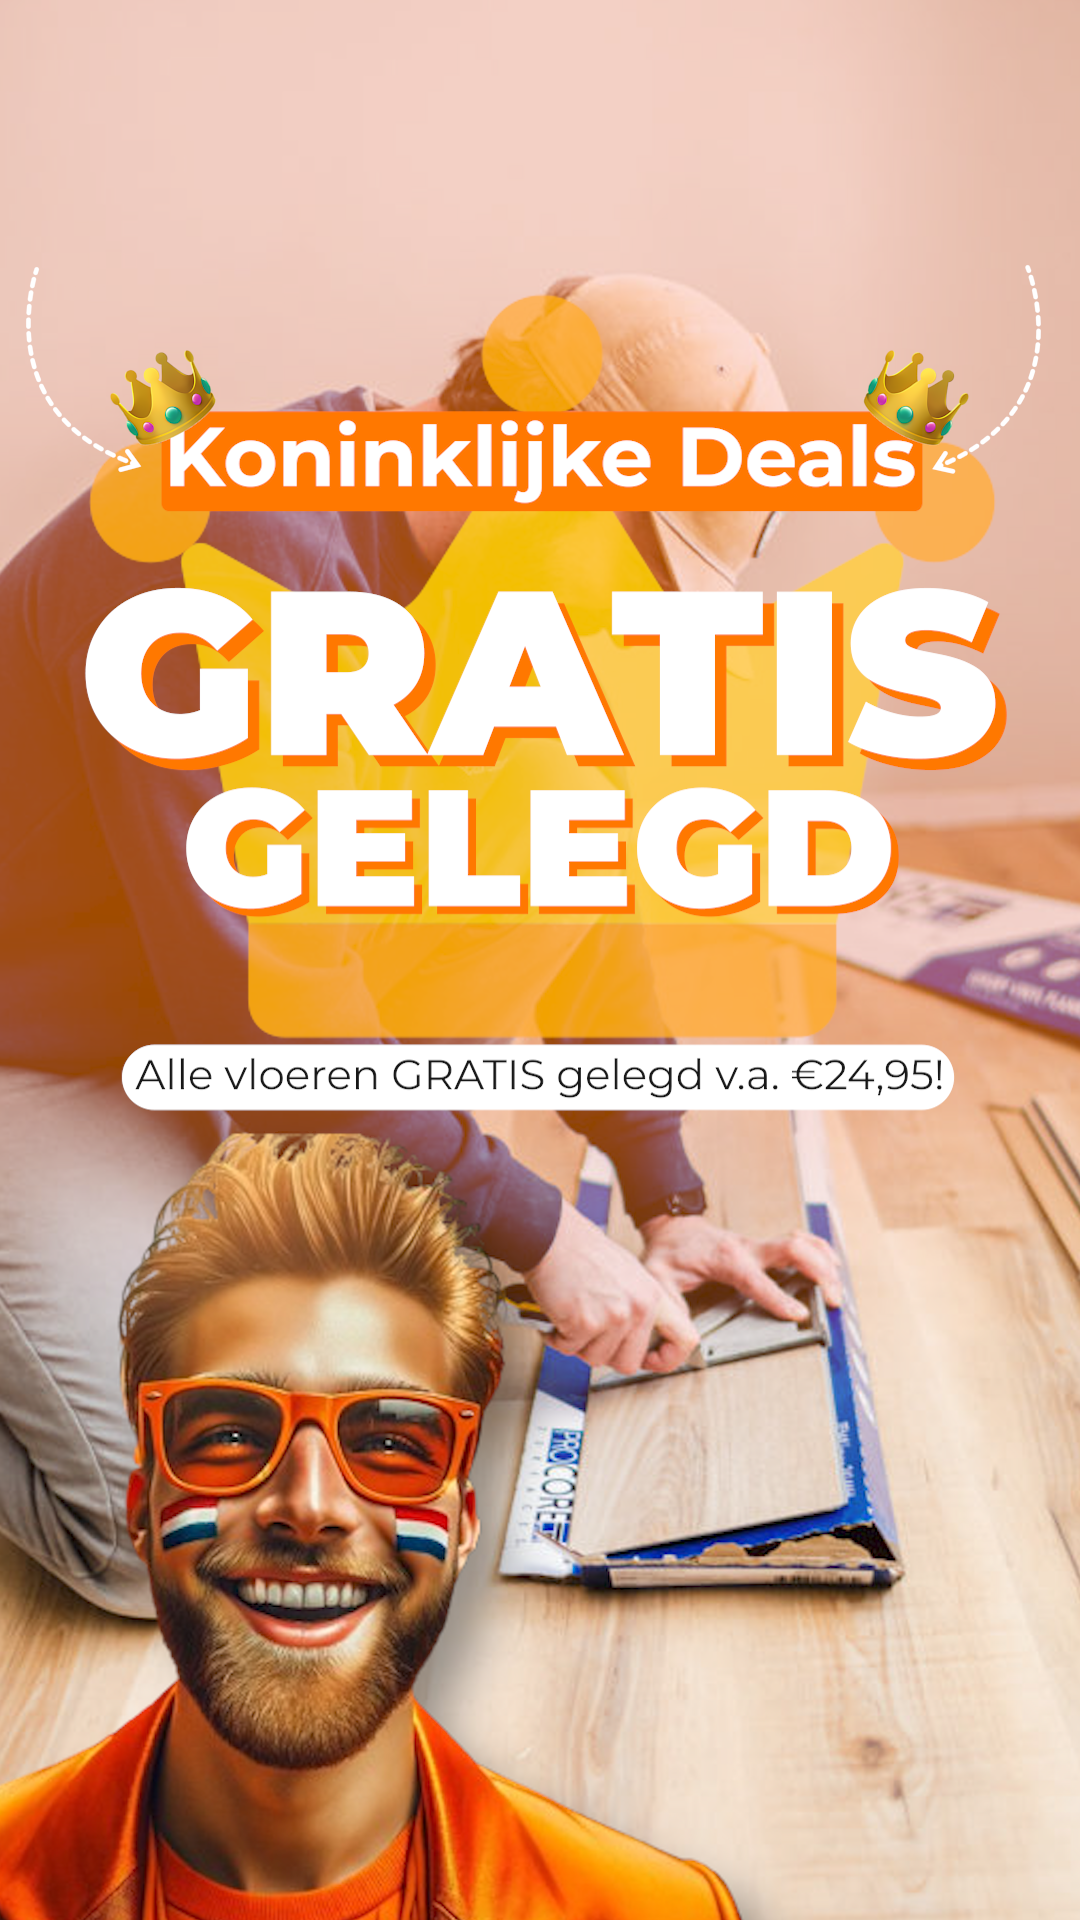 Koninklijke Deals
GRATIS
GELEGD
Alle vloeren GRATIS gelegd v.a. €24,95!
PROCORE